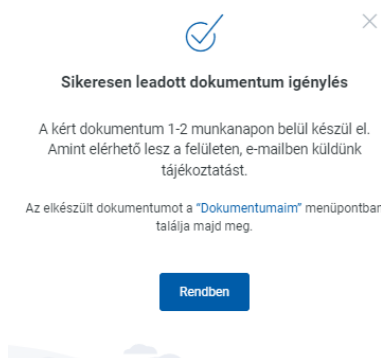 Sikeresen leadott dokumentum igénylés
A kért dokumentum 1-2 munkanapon belül készül el.
Amint elérhető lesz a felületen, e-mailben küldünk
tájékoztatást.
Az elkészült dokumentumot a “Dokumentumaim” menüpontban
találja majd meg.
Rendben